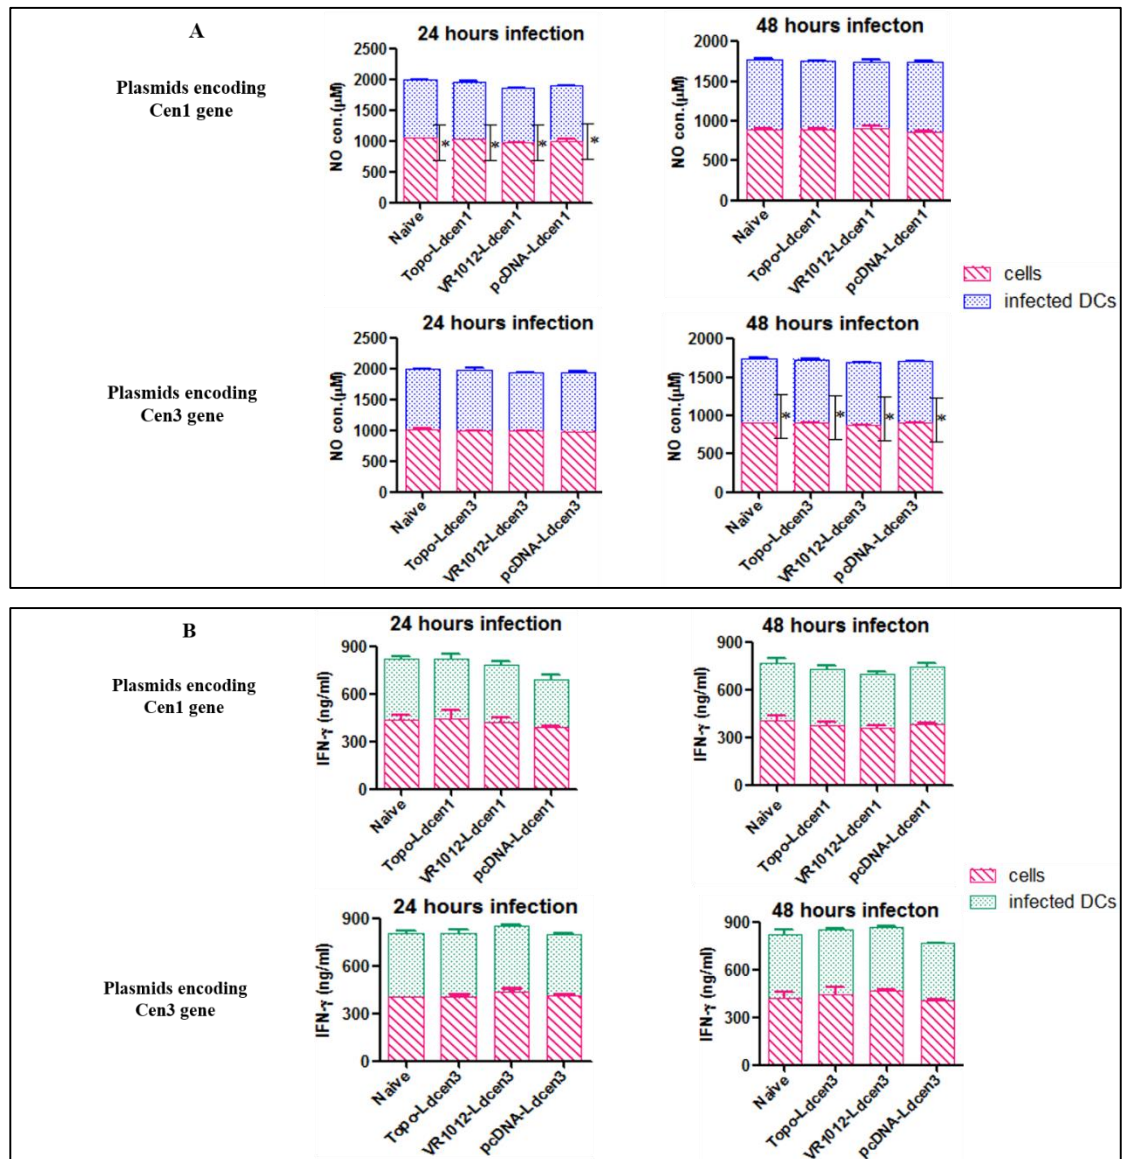 A
Plasmids encoding
Cen1 gene
24 hours infection
NO con.(µM)
2500
2000
1500
1000
500
0
*
*
*
*
Naive
Topo-Ldcen1
VR1012-Ldcen1
pcDNA-Ldcen1
48 hours infecton
NO con.(µM)
2000
1500
1000
500
0
Naive
Topo-Ldcen1
VR1012-Ldcen1
pcDNA-Ldcen1
cells
infected DCs
Plasmids encoding
Cen3 gene
24 hours infection
NO con.(µM)
2500
2000
1500
1000
500
0
Naive
Topo-Ldcen3
VR1012-Ldcen3
pcDNA-Ldcen3
48 hours infecton
NO con.(µM)
2000
1500
1000
500
0
*
*
*
*
Naive
Topo-Ldcen3
VR1012-Ldcen3
pcDNA-Ldcen3
B
Plasmids encoding
Cen1 gene
24 hours infection
IFN-γ (ng/ml)
900
600
300
0
Naive
Topo-Ldcen1
VR1012-Ldcen1
pcDNA-Ldcen1
48 hours infecton
IFN-γ (ng/ml)
900
600
300
0
Naive
Topo-Ldcen1
VR1012-Ldcen1
pcDNA-Ldcen1
cells
infected DCs
Plasmids encoding
Cen3 gene
24 hours infection
IFN-γ (ng/ml)
900
600
300
0
Naive
Topo-Ldcen3
VR1012-Ldcen3
pcDNA-Ldcen3
48 hours infecton
IFN-γ (ng/ml)
900
600
300
0
Naive
Topo-Ldcen3
VR1012-Ldcen3
pcDNA-Ldcen3